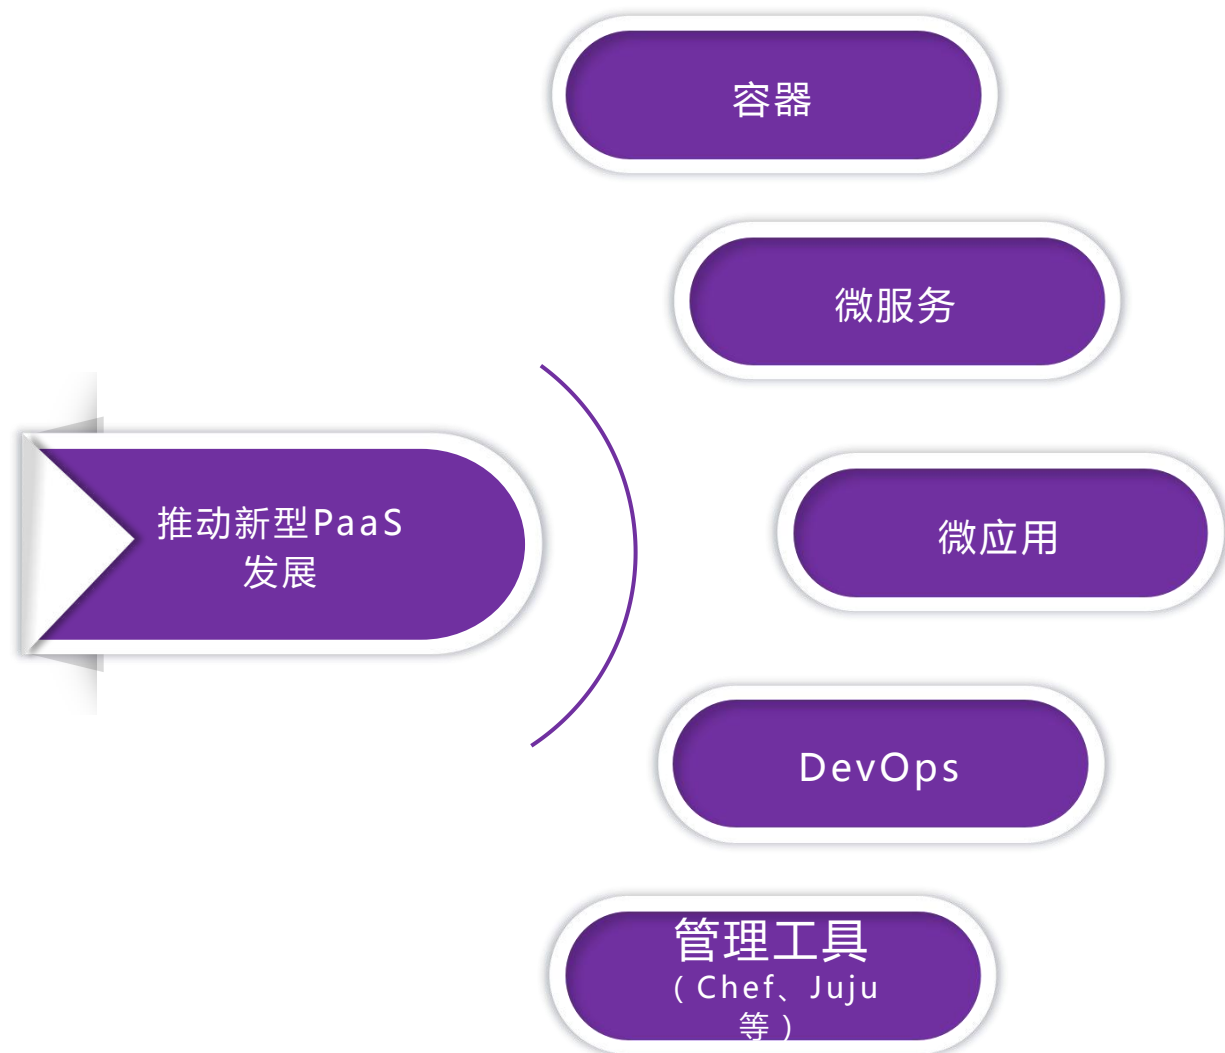 容器
微服务
推动新型PaaS
发展
微应用
DevOps
管理工具
（Chef、Juju
等）